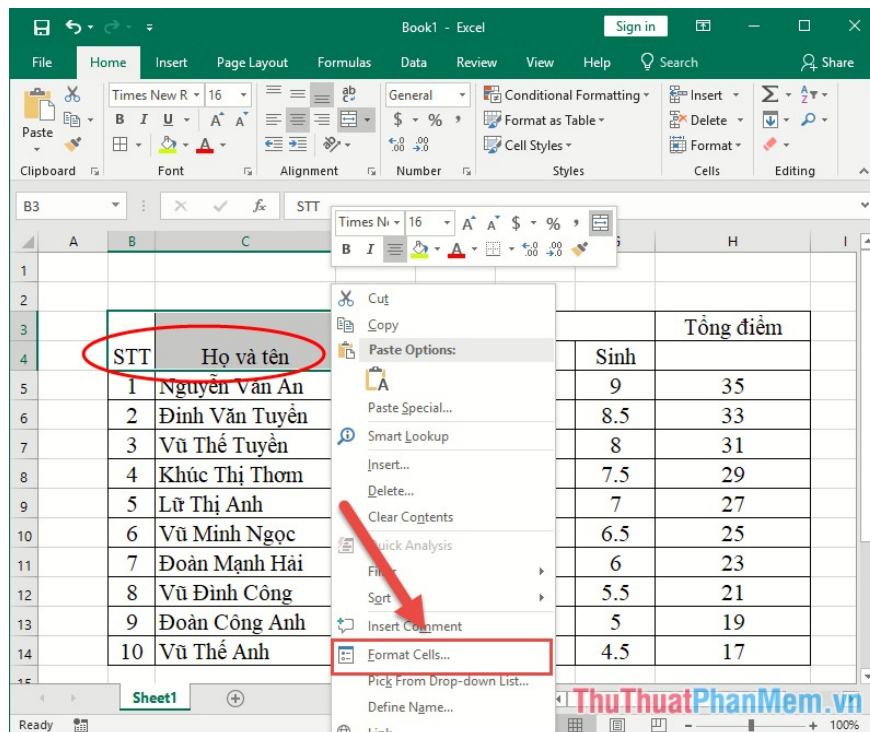 Book1 - Excel
Sign in
File Home Insert Page Layout Formulas Data Review View Help Search Share
Times New R 16 ab General Conditional Formatting Insert
Paste B I U A A $ % Format as Table Delete
Cell Styles Format
Clipboard Font Alignment Number Styles Cells Editing
B3 fx STT
Times N 16 A A $ %
B I A
A B C H I
1
2 Cut
3 Copy Tổng điểm
4 STT Họ và tên Paste Options: Sinh
5 1 Nguyễn Văn An 9 35
6 2 Đinh Văn Tuyền Paste Special... 8.5 33
7 3 Vũ Thế Tuyền Smart Lookup 8 31
8 4 Khúc Thị Thơm Insert... 7.5 29
9 5 Lữ Thị Anh Delete... 7 27
Clear Contents
10 6 Vũ Minh Ngọc 6.5 25
Quick Analysis
11 7 Đoàn Mạnh Hải 6 23
12 8 Vũ Đình Công Sort 5.5 21
13 9 Đoàn Công Anh Insert Comment 5 19
14 10 Vũ Thế Anh Format Cells... 4.5 17
Pick From Drop-down List...
Sheet1 Define Name... ThuThuatPhanMem.vn
Ready 100%